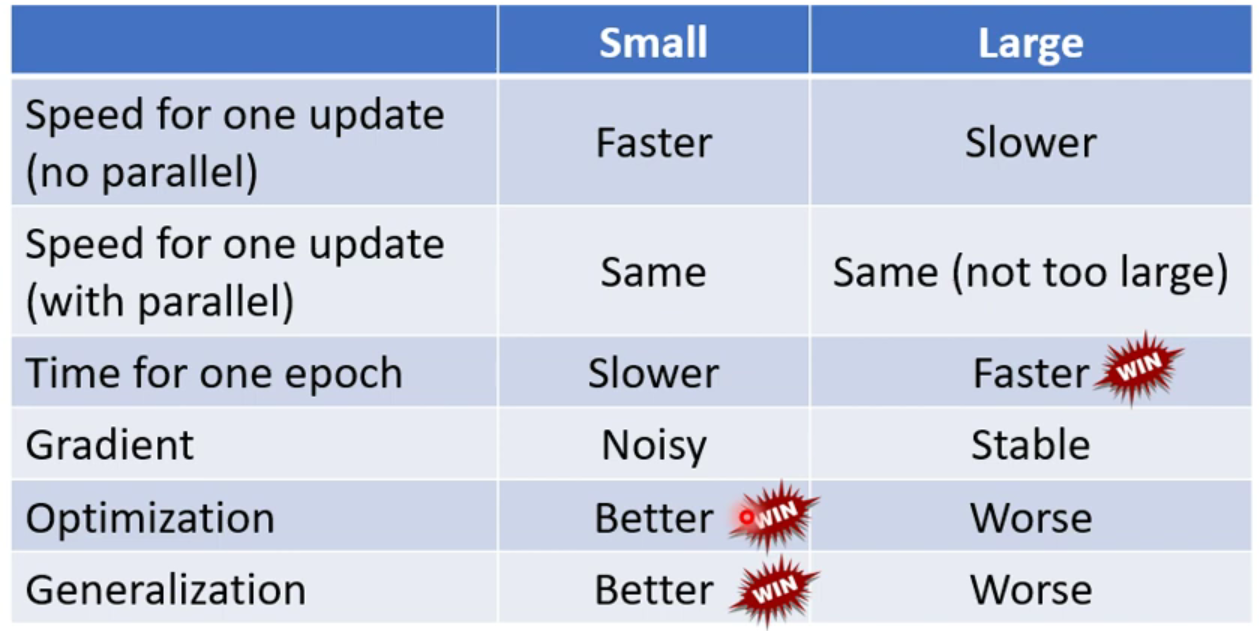 Small Large
Speed for one update
(no parallel)
Faster Slower
Speed for one update
(with parallel)
Same Same (not too large)
Time for one epoch Slower Faster WIN
Gradient Noisy Stable
Optimization Better WIN Worse
Generalization Better WIN Worse